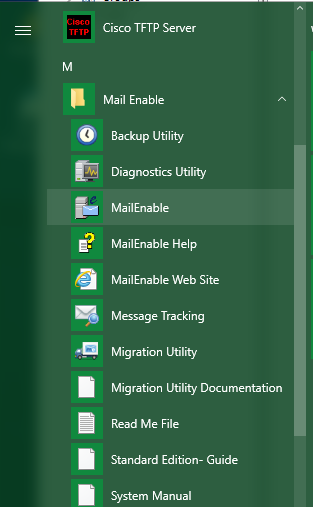 Cisco
TFTP
Cisco TFTP Server
M
Mail Enable
Backup Utility
Diagnostics Utility
MailEnable
MailEnable Help
MailEnable Web Site
Message Tracking
Migration Utility
Migration Utility Documentation
Read Me File
Standard Edition- Guide
System Manual